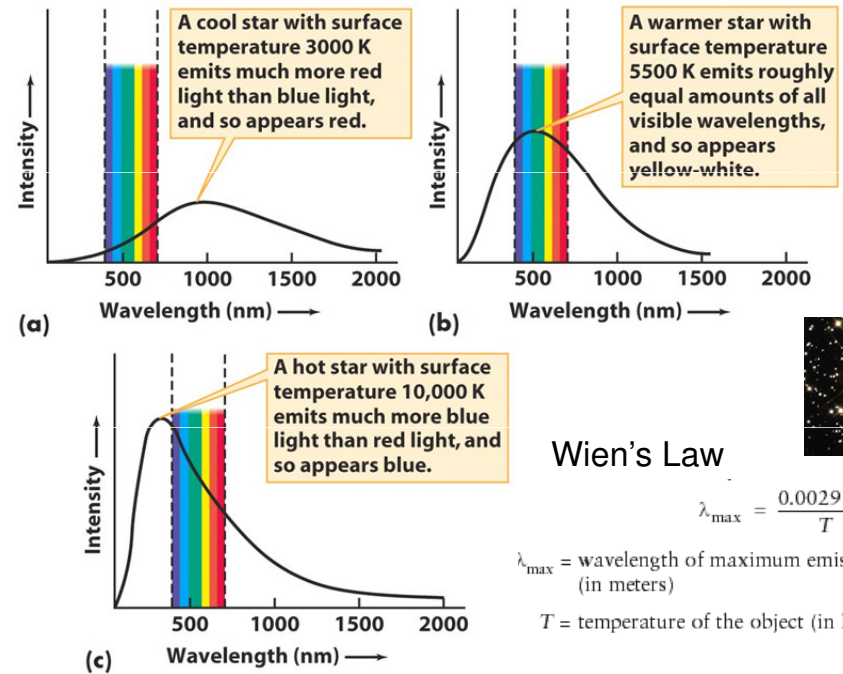 A cool star with surface
temperature 3000 K
emits much more red
light than blue light,
and so appears red.
Intensity
500 1000 1500 2000
Wavelength (nm)
(a)
A warmer star with
surface temperature
5500 K emits roughly
equal amounts of all
visible wavelengths,
and so appears
yellow-white.
Intensity
500 1000 1500 2000
Wavelength (nm)
(b)
A hot star with surface
temperature 10,000 K
emits much more blue
light than red light, and
so appears blue.
Intensity
500 1000 1500 2000
Wavelength (nm)
(c)
Wien's Law
λmax = 0.0029
T
λmax = wavelength of maximum emis
(in meters)
T = temperature of the object (in